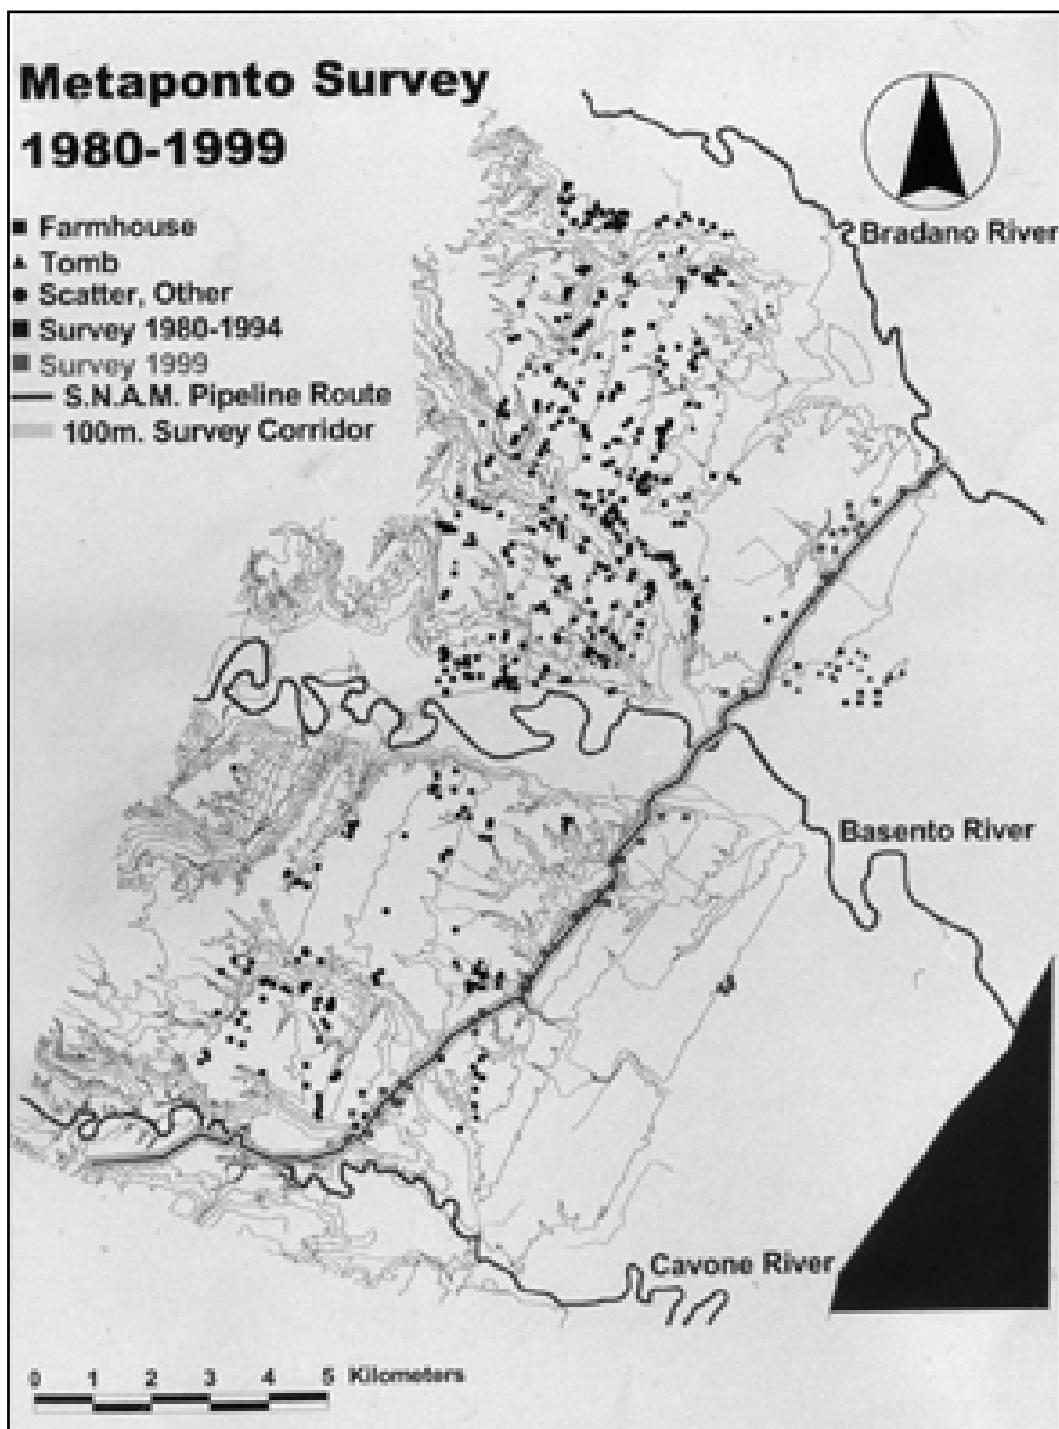 Metaponto Survey
1980-1999
Farmhouse
Tomb
Scatter, Other
Survey 1980-1994
Survey 1999
S.N.A.M. Pipeline Route
100m. Survey Corridor
Bradano River
Basento River
Cavone River
0 1 2 3 4 5 Kilometers